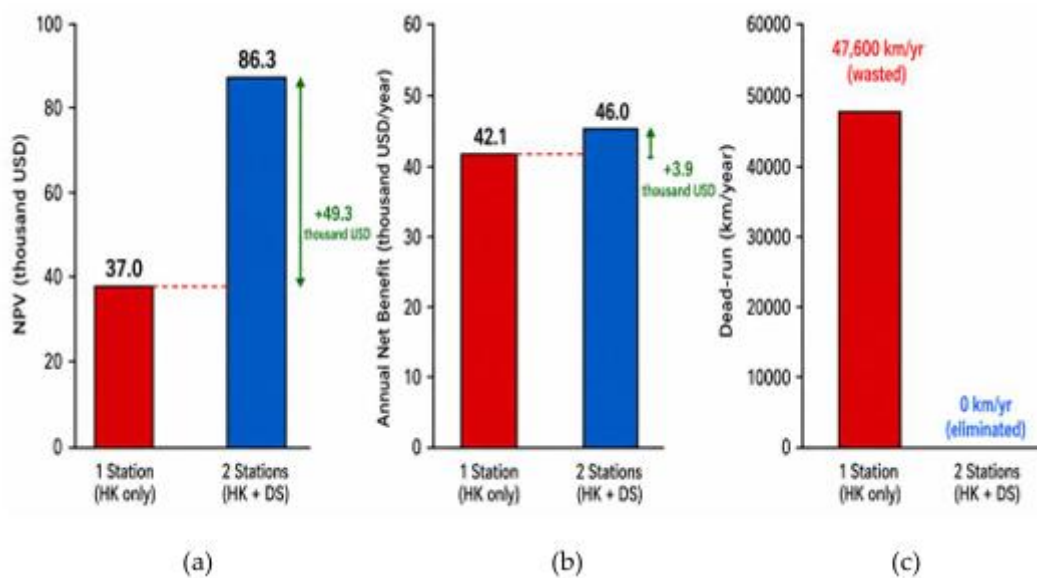 NPV (thousand USD)
100
80
60
40
20
0
37.0
86.3
+49.3
thousand USD
1 Station
(HK only)
2 Stations
(HK + DS)
(a)
Annual Net Benefit (thousand USD/year)
60
50
40
30
20
10
0
42.1
46.0
+3.9
thousand USD
1 Station
(HK only)
2 Stations
(HK + DS)
(b)
Dead-run (km/year)
60000
50000
40000
30000
20000
10000
0
47,600 km/yr
(wasted)
0 km/yr
(eliminated)
1 Station
(HK only)
2 Stations
(HK + DS)
(c)